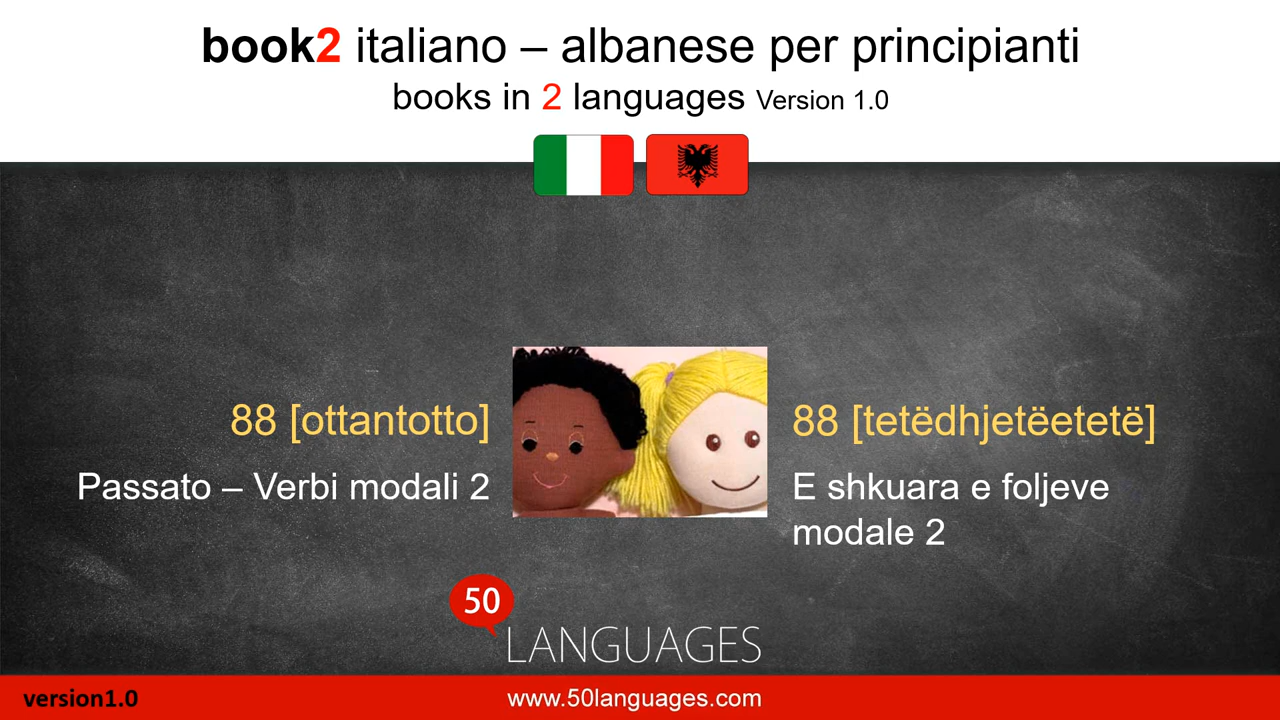 book2 italiano – albanese per principianti
books in 2 languages Version 1.0
88 [ottantotto]
Passato – Verbi modali 2
88 [tetëdhjetëetetë]
E shkuara e foljeve
modale 2
50
LANGUAGES
version1.0
www.50languages.com